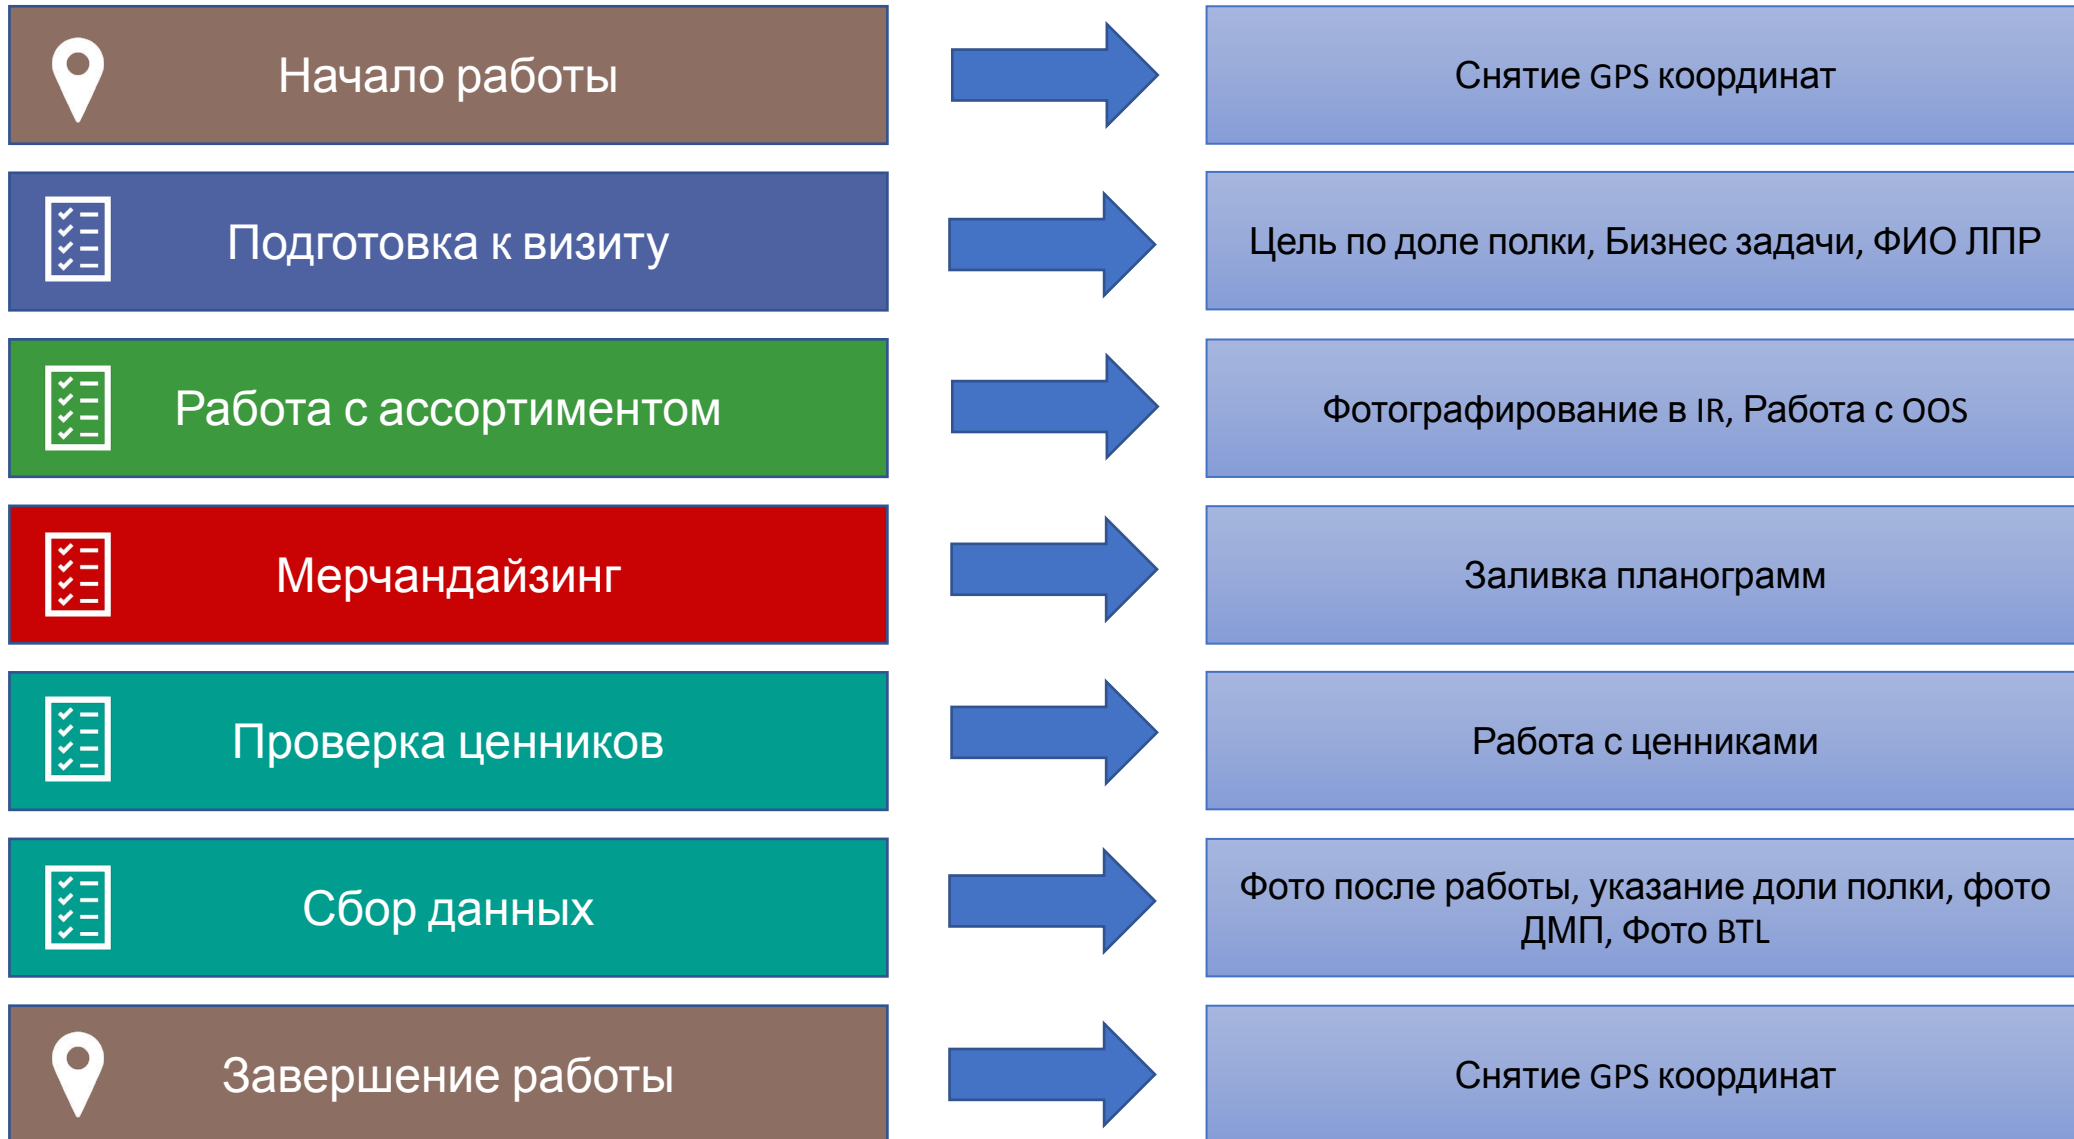 Начало работы
Снятие GPS координат
Подготовка к визиту
Цель по доле полки, Бизнес задачи, ФИО ЛПР
Работа с ассортиментом
Фотографирование в IR, Работа с OOS
Мерчандайзинг
Заливка планограмм
Проверка ценников
Работа с ценниками
Сбор данных
Фото после работы, указание доли полки, фото
ДМП, Фото BTL
Завершение работы
Снятие GPS координат